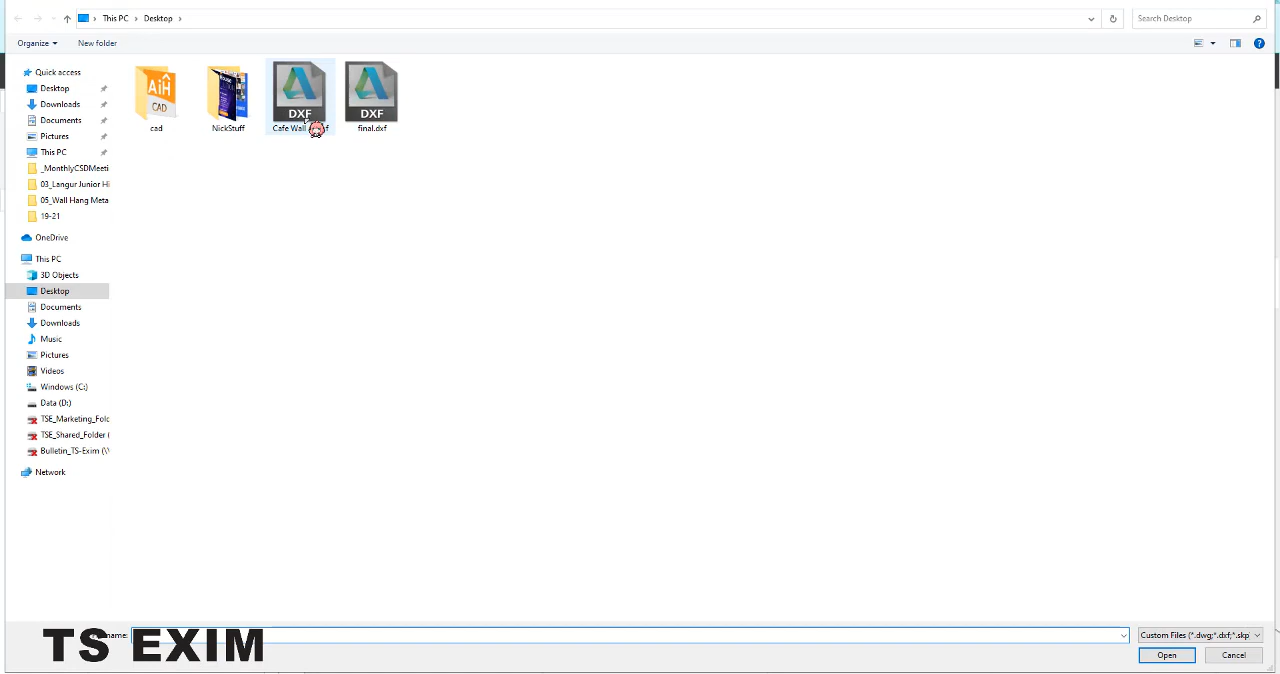 This PC > Desktop >
Search Desktop
Organize
New folder
Quick access
Desktop
Downloads
Documents
Pictures
This PC
_MonthlyCSDMeeti
03_Langur Junior Hi
05_Wall Hang Meta
19-21
OneDrive
This PC
3D Objects
Desktop
Documents
Downloads
Music
Pictures
Videos
Windows (C:)
Data (D:)
TSE_Marketing_Fold
TSE_Shared_Folder (
Bulletin_TS-Exim (\\
Network
AiHû
CAD
DXF
DXF
cad
NickStuff
Cafe Wall
final.dxf
name:
Custom Files (*.dwg;*.dxf;*.skp
Open
Cancel
TS EXIM